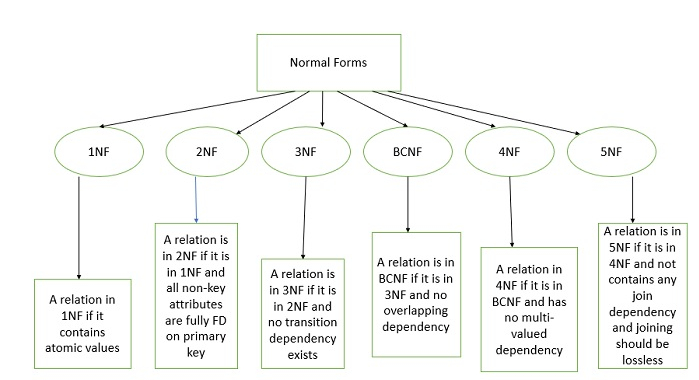 Normal Forms
1NF
2NF
3NF
BCNF
4NF
5NF
A relation in
1NF if it
contains
atomic values
A relation is
in 2NF if it is
in 1NF and
all non-key
attributes
are fully FD
on primary
key
A relation is
in 3NF if it is
in 2NF and
no transition
dependency
exists
A relation is in
BCNF if it is in
3NF and no
overlapping
dependency
A relation in
4NF if it is in
BCNF and has
no multi-
valued
dependency
A relation is in
5NF if it is in
4NF and not
contains any
join
dependency
and joining
should be
lossless